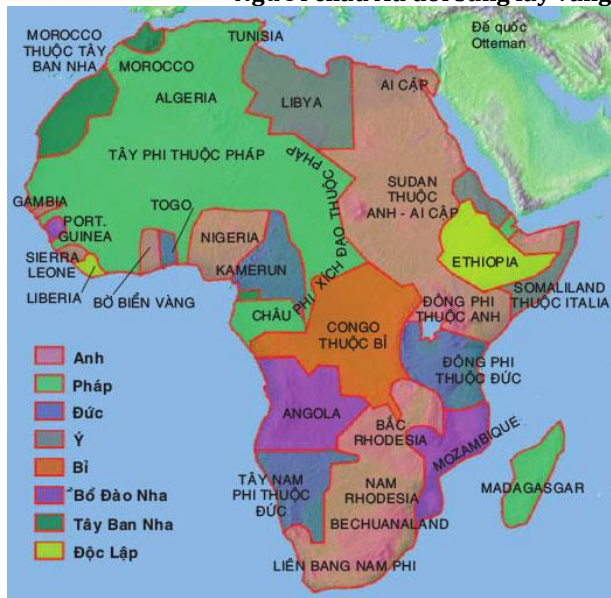 MOROCCO
THUỘC TÂY
BAN NHA
TUNISIA
Đế quốc
Otteman
MOROCCO
ALGERIA
LIBYA
AI CẬP
TÂY PHI THUỘC PHÁP
PHI XÍCH ĐẠO THUỘC PHÁP
SUDAN
THUỘC
ANH - AI CẬP
GAMBIA
PORT.
GUINEA
TOGO
NIGERIA
SIERRA
LEONE
KAMERUN
ETHIOPIA
LIBERIA
BỜ BIỂN VÀNG
SOMALILAND
THUỘC ITALIA
CHÂU
ĐÔNG PHI
THUỘC ANH
CONGO
THUỘC BỈ
ĐÔNG PHI
THUỘC ĐỨC
ANGOLA
BẮC
RHODESIA
MOZAMBIQUE
MADAGASGAR
TÂY NAM
PHI THUỘC
ĐỨC
NAM
RHODESIA
BECHUANALAND
LIÊN BANG NAM PHI
Anh
Pháp
Đức
Ý
Bỉ
Bồ Đào Nha
Tây Ban Nha
Độc Lập